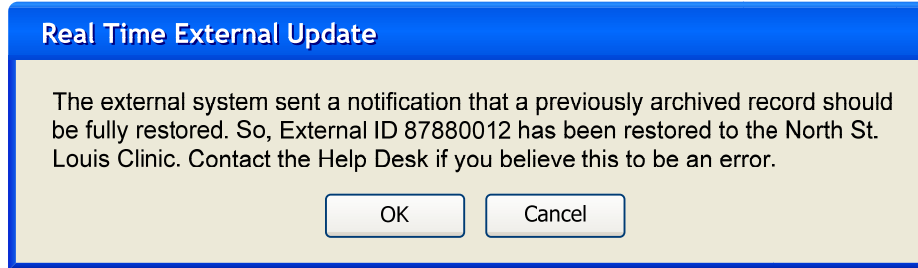 Real Time External Update
The external system sent a notification that a previously archived record should
be fully restored. So, External ID 87880012 has been restored to the North St.
Louis Clinic. Contact the Help Desk if you believe this to be an error.
OK Cancel